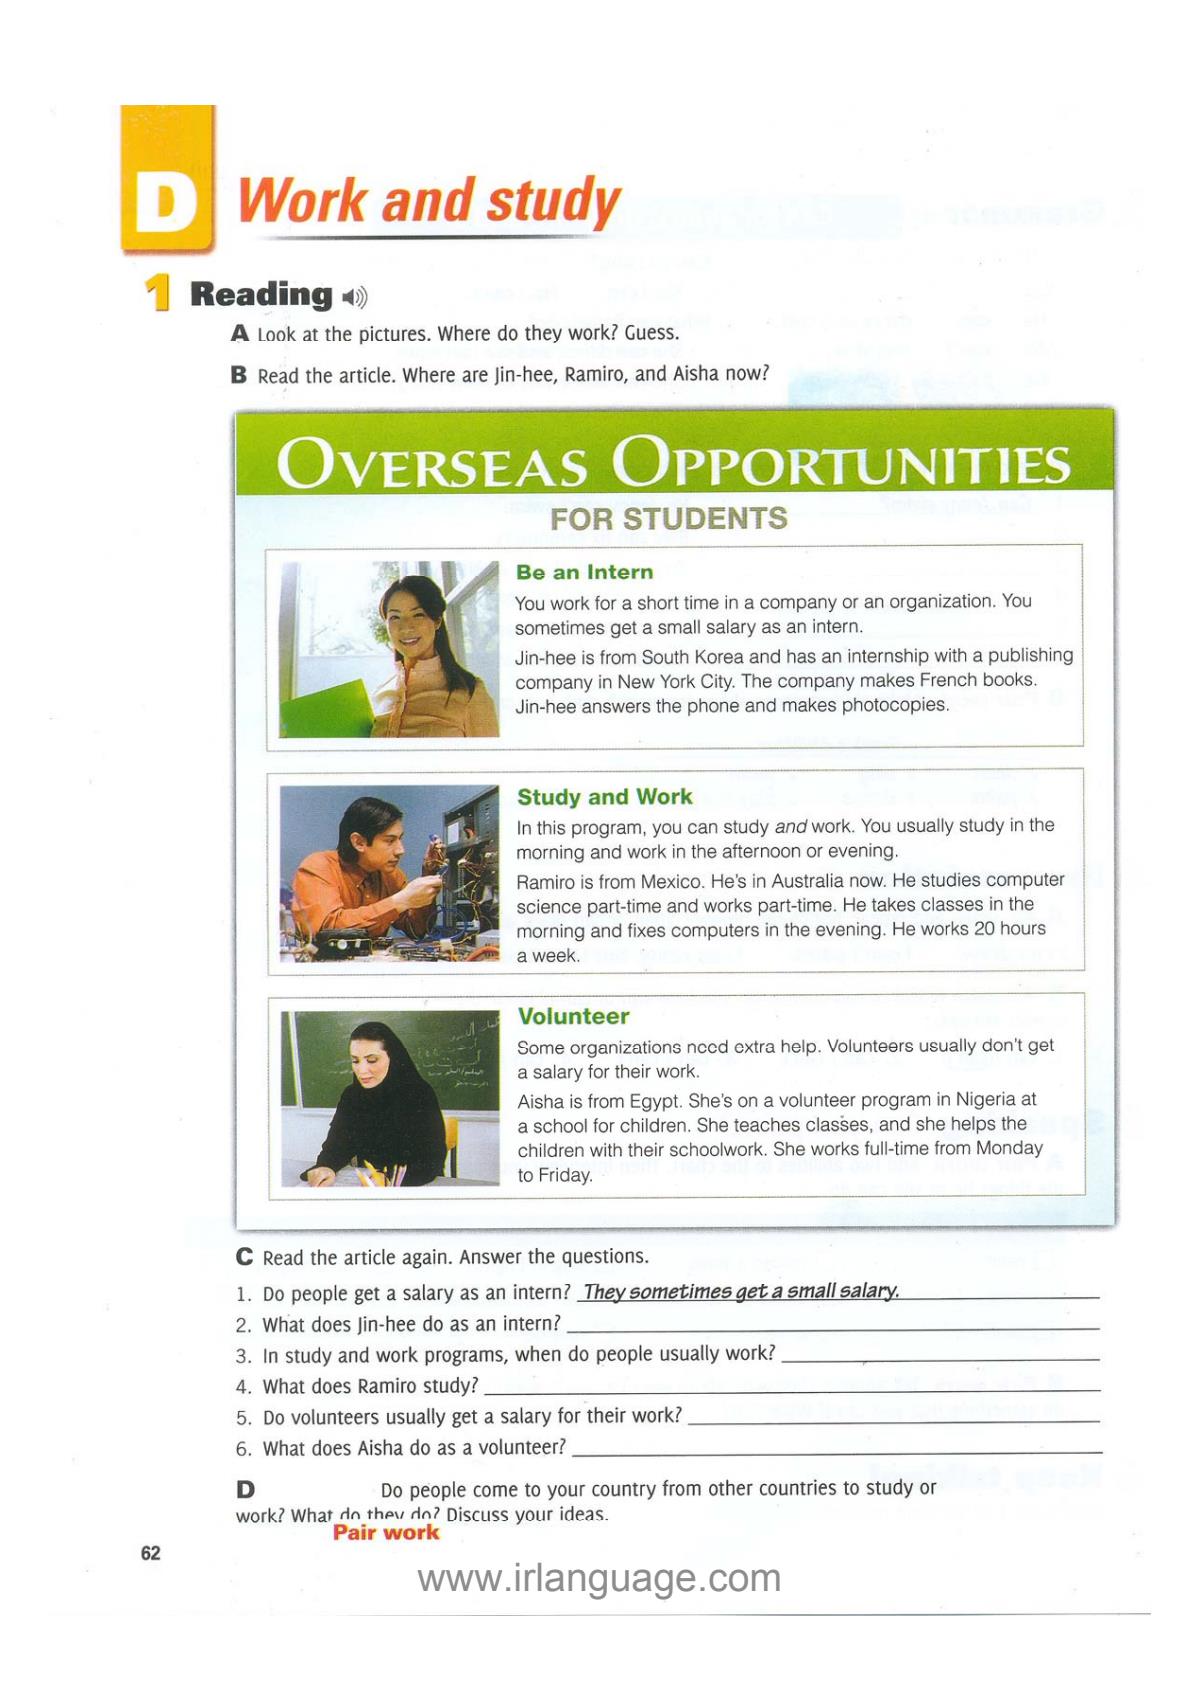 D Work and study
1 Reading
A Look at the pictures. Where do they work? Guess.
B Read the article. Where are Jin-hee, Ramiro, and Aisha now?
OVERSEAS OPPORTUNITIES
FOR STUDENTS
Be an Intern
You work for a short time in a company or an organization. You
sometimes get a small salary as an intern.
Jin-hee is from South Korea and has an internship with a publishing
company in New York City. The company makes French books.
Jin-hee answers the phone and makes photocopies.
Study and Work
In this program, you can study and work. You usually study in the
morning and work in the afternoon or evening.
Ramiro is from Mexico. He's in Australia now. He studies computer
science part-time and works part-time. He takes classes in the
morning and fixes computers in the evening. He works 20 hours
a week.
Volunteer
Some organizations need extra help. Volunteers usually don't get
a salary for their work.
Aisha is from Egypt. She's on a volunteer program in Nigeria at
a school for children. She teaches classes, and she helps the
children with their schoolwork. She works full-time from Monday
to Friday.
C Read the article again. Answer the questions.
1. Do people get a salary as an intern? They sometimes get a small salary.
2. What does Jin-hee do as an intern?
3. In study and work programs, when do people usually work?
4. What does Ramiro study?
5. Do volunteers usually get a salary for their work?
6. What does Aisha do as a volunteer?
D Do people come to your country from other countries to study or
work? What do they do? Discuss your ideas.
Pair work
62
www.irlanguage.com